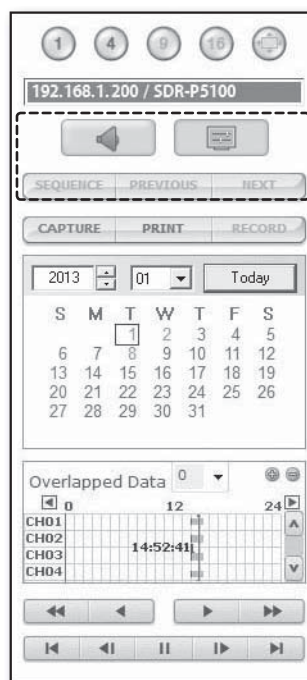 1 4 9 16
192.168.1.200 / SDR-P5100
SEQUENCE PREVIOUS NEXT
CAPTURE PRINT RECORD
2013 01 Today
S M T W T F S
1 2 3 4 5
6 7 8 9 10 11 12
13 14 15 16 17 18 19
20 21 22 23 24 25 26
27 28 29 30 31
Overlapped Data 0
0 12 24
CH01
CH02
14:52:41
CH03
CH04